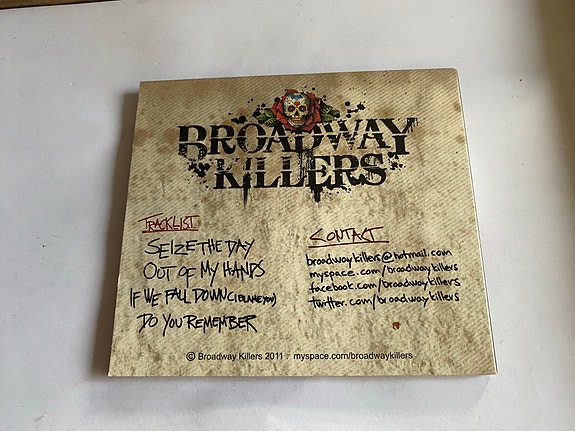 BROADWAY
KILLERS
TRACKLIST
SEIZE THE DAY
OUT OF MY HANDS
IF WE FALL DOWN (I BLAME YOU)
DO YOU REMEMBER
CONTACT
broadwaykillers@hotmail.com
myspace.com/broadwaykillers
facebook.com/broadwaykillers
twitter.com/broadwaykillers
© Broadway Killers 2011 . myspace.com/broadwaykillers